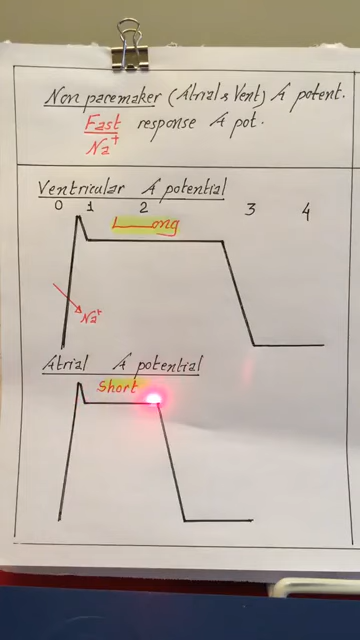 Non pacemaker (Atrial & Vent) A potent.
Fast response A pot.
Na+
Ventricular A potential
0 1 2 3 4
Long
Na+
Atrial A potential
Short